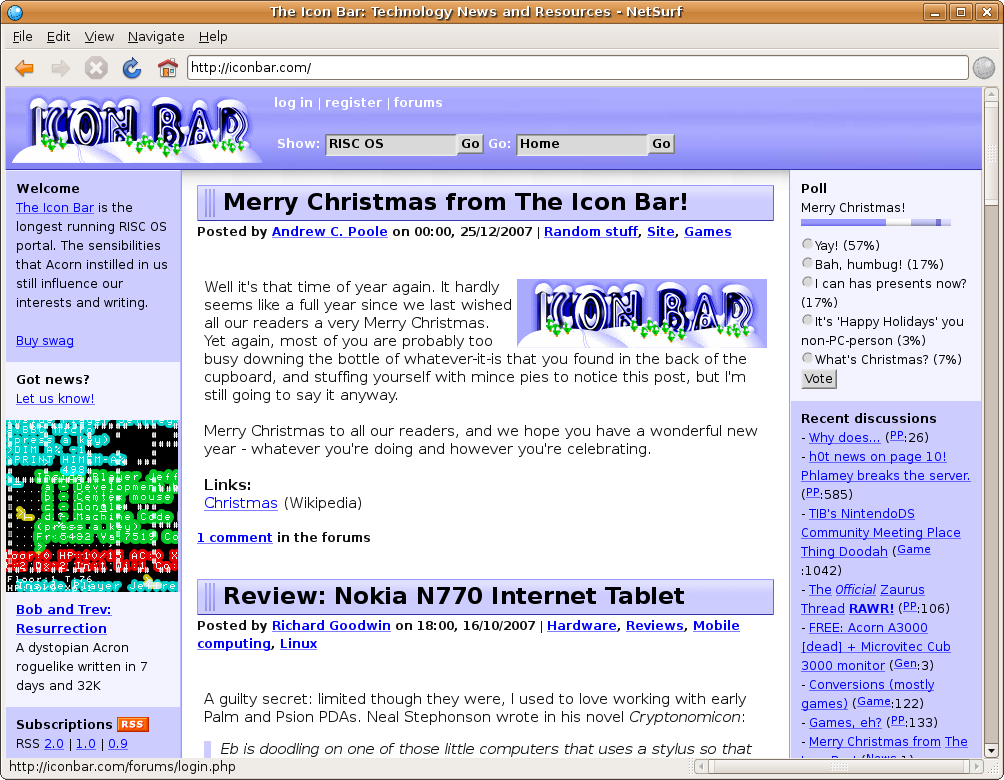 The Icon Bar: Technology News and Resources - NetSurf
File Edit View Navigate Help
http://iconbar.com/
ICON BAR
log in | register | forums
Show: RISC OS Go Go: Home Go
Welcome
The Icon Bar is the
longest running RISC OS
portal. The sensibilities
that Acorn instilled in us
still influence our
interests and writing.
Buy swag
Got news?
Let us know!
Bob and Trev:
Resurrection
A dystopian Acron
roguelike written in 7
days and 32K
Subscriptions RSS
RSS 2.0 | 1.0 | 0.9
Merry Christmas from The Icon Bar!
Posted by Andrew C. Poole on 00:00, 25/12/2007 | Random stuff, Site, Games
ICON BAR
Well it's that time of year again. It hardly
seems like a full year since we last wished
all our readers a very Merry Christmas.
Yet again, most of you are probably too
busy downing the bottle of whatever-it-is that you found in the back of the
cupboard, and stuffing yourself with mince pies to notice this post, but I'm
still going to say it anyway.
Merry Christmas to all our readers, and we hope you have a wonderful new
year - whatever you're doing and however you're celebrating.
Links:
Christmas (Wikipedia)
1 comment in the forums
Review: Nokia N770 Internet Tablet
Posted by Richard Goodwin on 18:00, 16/10/2007 | Hardware, Reviews, Mobile
computing, Linux
A guilty secret: limited though they were, I used to love working with early
Palm and Psion PDAs. Neal Stephonson wrote in his novel Cryptonomicon:
Eb is doodling on one of those little computers that uses a stylus so that
Poll
Merry Christmas!
Yay! (57%)
Bah, humbug! (17%)
I can has presents now?
(17%)
It's 'Happy Holidays' you
non-PC-person (3%)
What's Christmas? (7%)
Vote
Recent discussions
- Why does... (PP:26)
- h0t news on page 10!
Phlamey breaks the server.
(PP:585)
- TIB's NintendoDS
Community Meeting Place
Thing Doodah (Game
:1042)
- The Official Zaurus
Thread RAWR! (PP:106)
- FREE: Acorn A3000
[dead] + Microvitec Cub
3000 monitor (Gen:3)
- Conversions (mostly
games) (Game:122)
- Games, eh? (PP:133)
- Merry Christmas from The
http://iconbar.com/forums/login.php